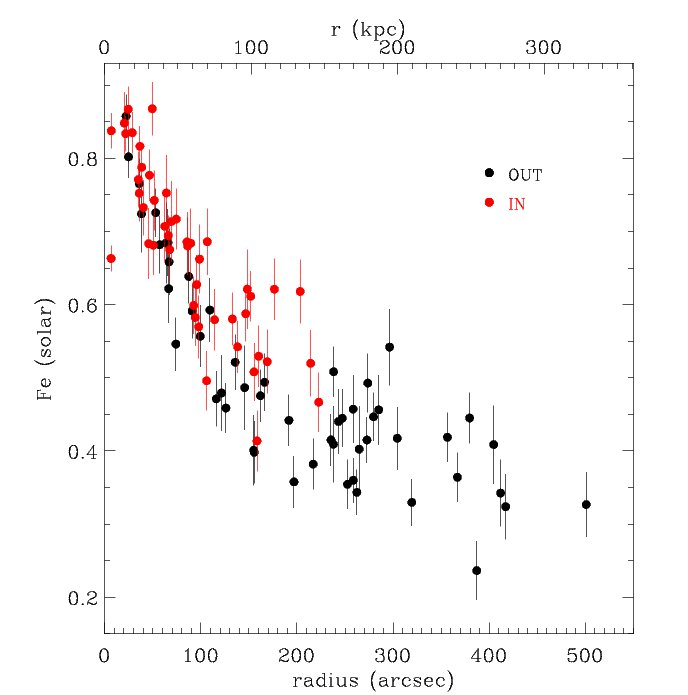 r (kpc)
0 100 200 300
0.8
0.6
0.4
0.2
Fe (solar)
OUT
IN
0 100 200 300 400 500
radius (arcsec)